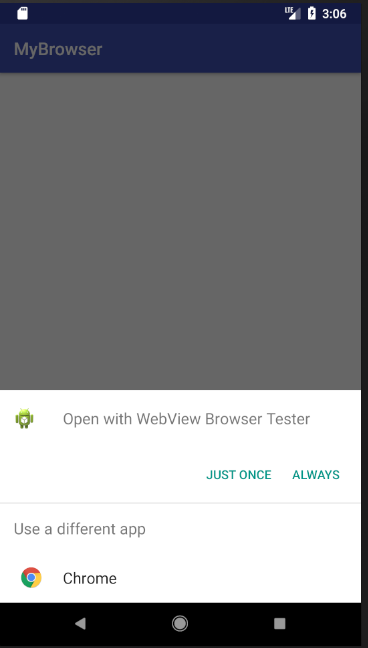 LTE 3:06
MyBrowser
Open with WebView Browser Tester
JUST ONCE ALWAYS
Use a different app
Chrome